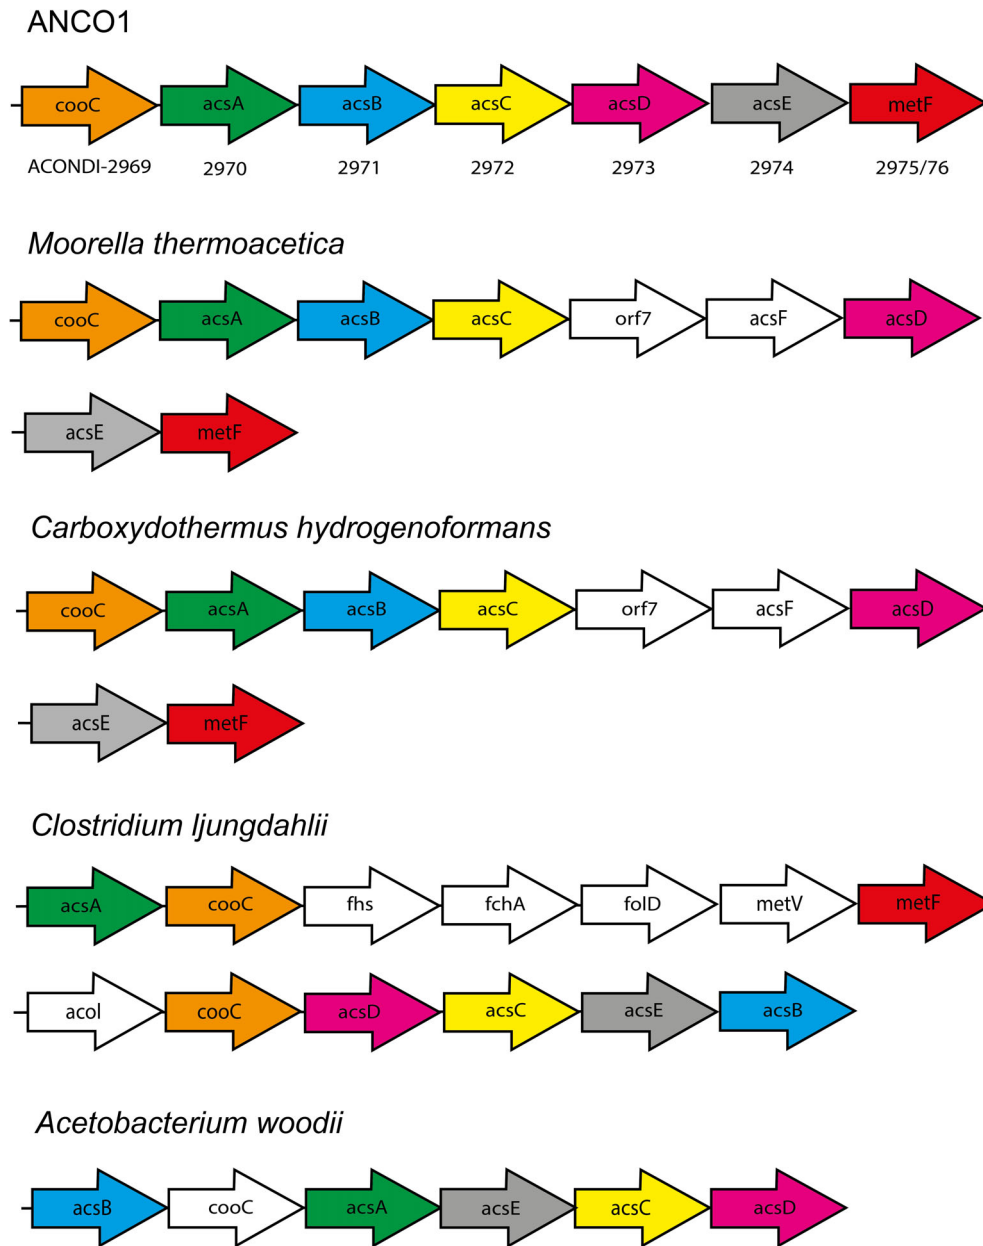 ANCO1
cooC acsA acsB acsC acsD acsE metF
ACONDI-2969 2970 2971 2972 2973 2974 2975/76
Moorella thermoacetica
cooC acsA acsB acsC orf7 acsF acsD
acsE metF
Carboxydothermus hydrogenoformans
cooC acsA acsB acsC orf7 acsF acsD
acsE metF
Clostridium ljungdahlii
acsA cooC fhs fchA folD metV metF
acoI cooC acsD acsC acsE acsB
Acetobacterium woodii
acsB cooC acsA acsE acsC acsD